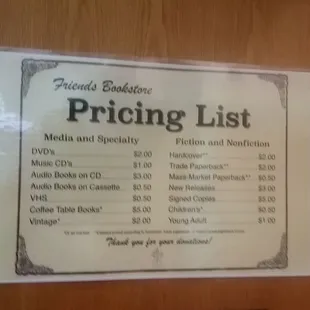 Friends Bookstore
Pricing List
Media and Specialty
DVD's $2.00
Music CD's $1.00
Audio Books on CD $3.00
Audio Books on Cassette $0.50
VHS $0.50
Coffee Table Books* $5.00
Vintage* $2.00
Fiction and Nonfiction
Hardcover** $2.00
Trade Paperback** $2.00
Mass-Market Paperback** $0.50
New Releases $3.00
Signed Copies $5.00
Children's* $0.50
Young Adult $1.00
Thank you for your donations!